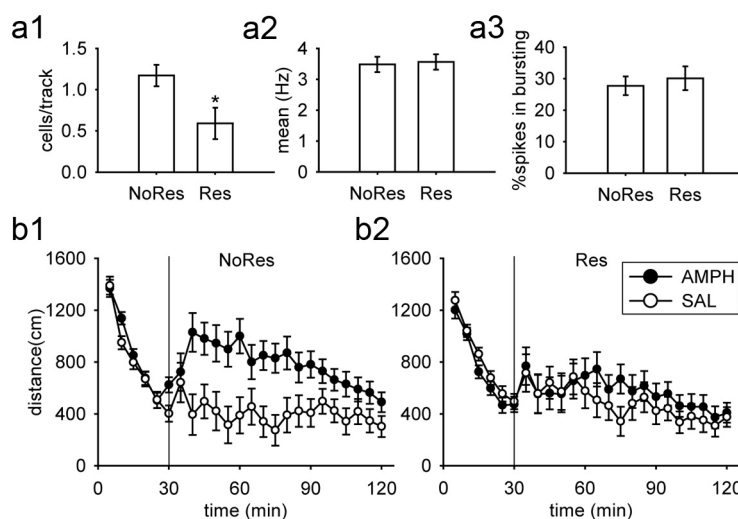 a1
a2
a3
1.5
1.0
0.5
0.0
cells/track
*
NoRes Res
4
3
2
1
0
mean (Hz)
NoRes Res
40
30
20
10
0
%spikes in bursting
NoRes Res
b1
NoRes
1600
1200
800
400
0
distance(cm)
0 30 60 90 120
time (min)
b2
Res
AMPH
SAL
1600
1200
800
400
0
0 30 60 90 120
time (min)